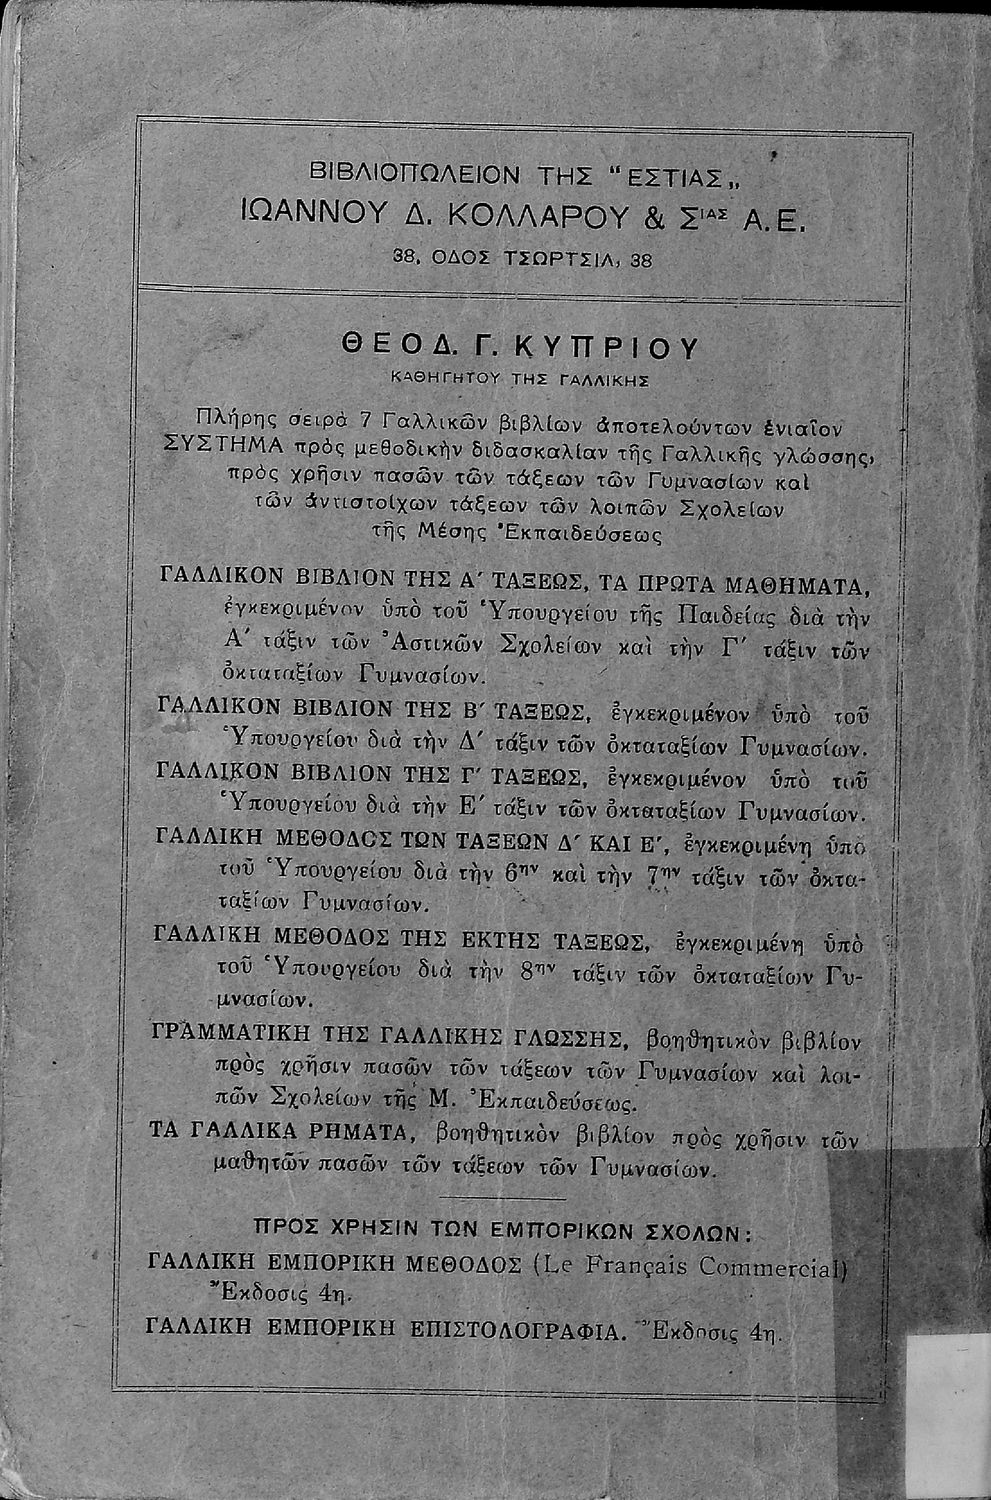 ΒΙΒΛΙΟΠΩΛΕΙΟΝ ΤΗΣ "ΕΣΤΙΑΣ„
ΙΩΑΝΝΟΥ Δ. ΚΟΛΛΑΡΟΥ & ΣΙΑΣ Α.Ε.
38, ΟΔΟΣ ΤΣΩΡΤΣΙΛ, 38
ΘΕΟΔ. Γ. ΚΥΠΡΙΟΥ
ΚΑΘΗΓΗΤΟΥ ΤΗΣ ΓΑΛΛΙΚΗΣ
Πλήρης σειρὰ 7 Γαλλικῶν βιβλίων ἀποτελούντων ἑνιαῖον
ΣΥΣΤΗΜΑ πρὸς μεθοδικὴν διδασκαλίαν τῆς Γαλλικῆς γλώσσης,
πρὸς χρῆσιν πασῶν τῶν τάξεων τῶν Γυμνασίων καὶ
τῶν ἀντιστοίχων τάξεων τῶν λοιπῶν Σχολείων
τῆς Μέσης Ἐκπαιδεύσεως
ΓΑΛΛΙΚΟΝ ΒΙΒΛΙΟΝ ΤΗΣ Α΄ ΤΑΞΕΩΣ, ΤΑ ΠΡΩΤΑ ΜΑΘΗΜΑΤΑ,
ἐγκεκριμένον ὑπὸ τοῦ Ὑπουργείου τῆς Παιδείας διὰ τὴν
Α΄ τάξιν τῶν Ἀστικῶν Σχολείων καὶ τὴν Γ΄ τάξιν τῶν
ὀκταταξίων Γυμνασίων.
ΓΑΛΛΙΚΟΝ ΒΙΒΛΙΟΝ ΤΗΣ Β΄ ΤΑΞΕΩΣ, ἐγκεκριμένον ὑπὸ τοῦ
Ὑπουργείου διὰ τὴν Δ΄ τάξιν τῶν ὀκταταξίων Γυμνασίων.
ΓΑΛΛΙΚΟΝ ΒΙΒΛΙΟΝ ΤΗΣ Γ΄ ΤΑΞΕΩΣ, ἐγκεκριμένον ὑπὸ τοῦ
Ὑπουργείου διὰ τὴν Ε΄ τάξιν τῶν ὀκταταξίων Γυμνασίων.
ΓΑΛΛΙΚΗ ΜΕΘΟΔΟΣ ΤΩΝ ΤΑΞΕΩΝ Δ΄ ΚΑΙ Ε΄, ἐγκεκριμένη ὑπὸ
τοῦ Ὑπουργείου διὰ τὴν 6ην καὶ τὴν 7ην τάξιν τῶν ὀκτα-
ταξίων Γυμνασίων.
ΓΑΛΛΙΚΗ ΜΕΘΟΔΟΣ ΤΗΣ ΕΚΤΗΣ ΤΑΞΕΩΣ, ἐγκεκριμένη ὑπὸ
τοῦ Ὑπουργείου διὰ τὴν 8ην τάξιν τῶν ὀκταταξίων Γυ-
μνασίων.
ΓΡΑΜΜΑΤΙΚΗ ΤΗΣ ΓΑΛΛΙΚΗΣ ΓΛΩΣΣΗΣ, βοηθητικὸν βιβλίον
πρὸς χρῆσιν πασῶν τῶν τάξεων τῶν Γυμνασίων καὶ λοι-
πῶν Σχολείων τῆς Μ. Ἐκπαιδεύσεως.
ΤΑ ΓΑΛΛΙΚΑ ΡΗΜΑΤΑ, βοηθητικὸν βιβλίον πρὸς χρῆσιν τῶν
μαθητῶν πασῶν τῶν τάξεων τῶν Γυμνασίων.
ΠΡΟΣ ΧΡΗΣΙΝ ΤΩΝ ΕΜΠΟΡΙΚΩΝ ΣΧΟΛΩΝ:
ΓΑΛΛΙΚΗ ΕΜΠΟΡΙΚΗ ΜΕΘΟΔΟΣ (Le Français Commercial)
Ἔκδοσις 4η.
ΓΑΛΛΙΚΗ ΕΜΠΟΡΙΚΗ ΕΠΙΣΤΟΛΟΓΡΑΦΙΑ. Ἔκδοσις 4η.